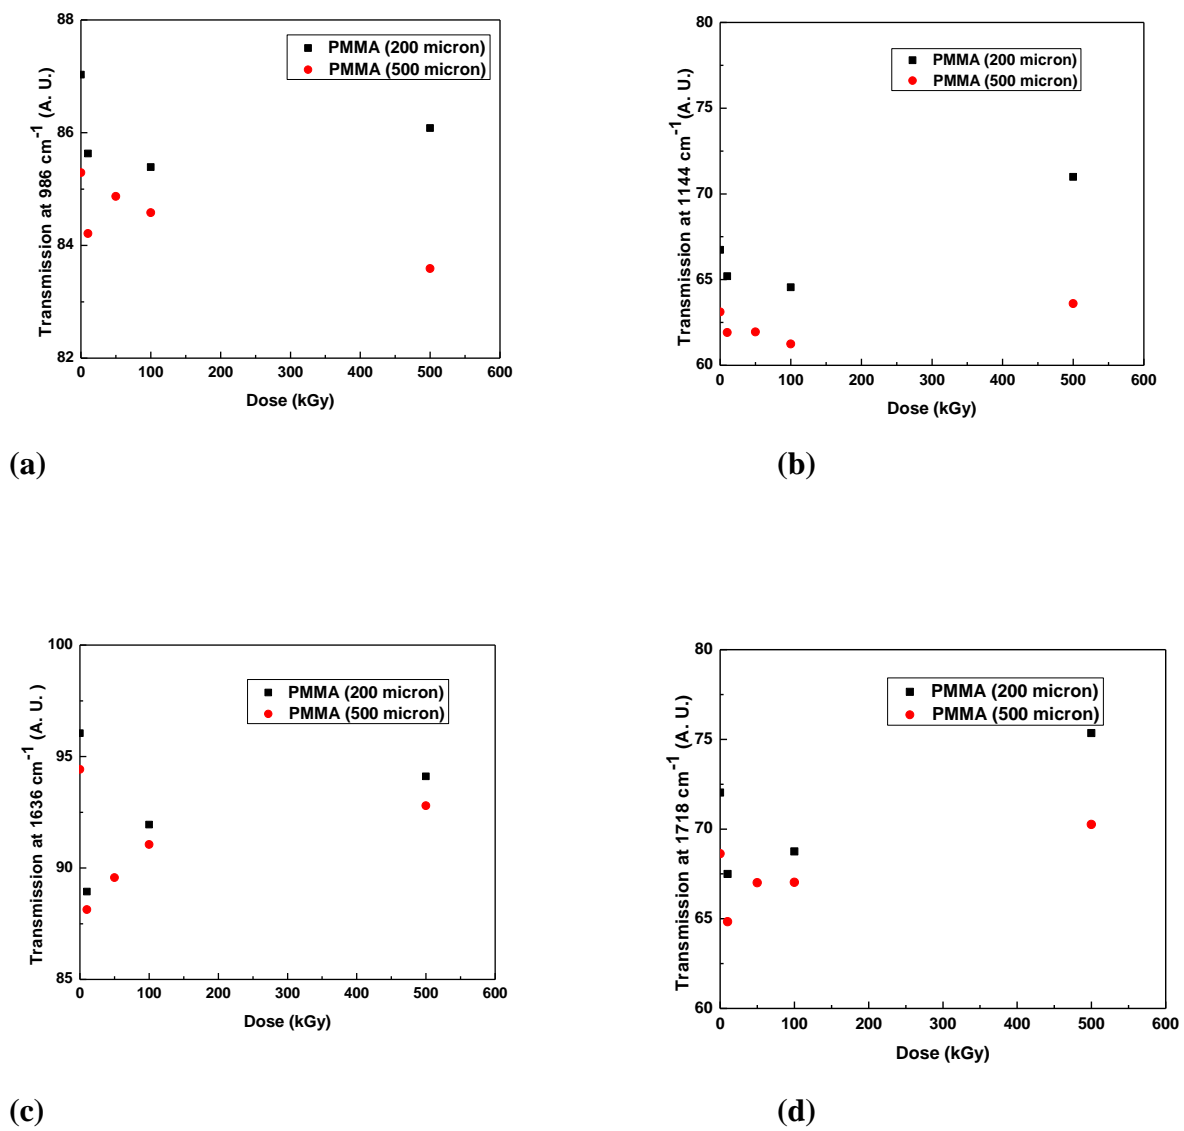 88
86
84
82
Transmission at 986 cm⁻¹ (A. U.)
PMMA (200 micron)
PMMA (500 micron)
0 100 200 300 400 500 600
Dose (kGy)
(a)
80
75
70
65
60
Transmission at 1144 cm⁻¹(A. U.)
PMMA (200 micron)
PMMA (500 micron)
0 100 200 300 400 500 600
Dose (kGy)
(b)
100
95
90
85
Transmission at 1636 cm⁻¹ (A. U. )
PMMA (200 micron)
PMMA (500 micron)
0 100 200 300 400 500 600
Dose (kGy)
(c)
80
75
70
65
60
Transmission at 1718 cm⁻¹ (A. U.)
PMMA (200 micron)
PMMA (500 micron)
0 100 200 300 400 500 600
Dose (kGy)
(d)